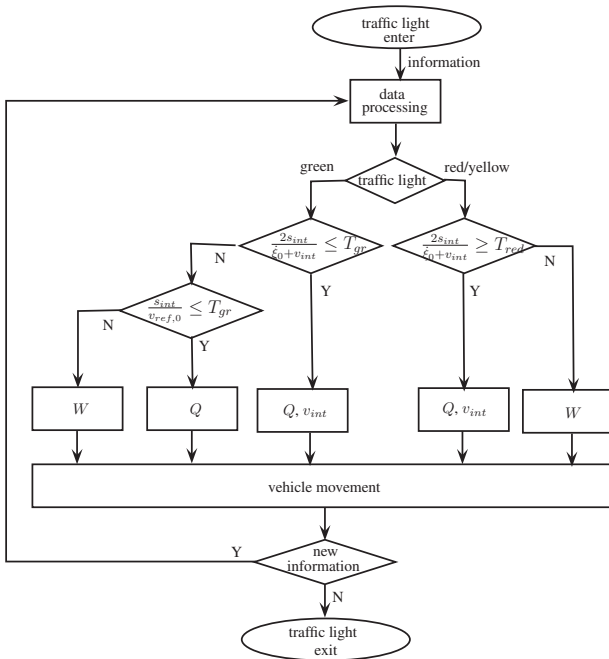 traffic light
enter
information
data
processing
green
red/yellow
traffic light
2s_int / ξ̇_0+v_int ≤ T_gr
2s_int / ξ̇_0+v_int ≥ T_red
N
N
Y
Y
s_int / v_ref,0 ≤ T_gr
N
Y
W
Q
Q, v_int
Q, v_int
W
vehicle movement
new
information
Y
N
traffic light
exit